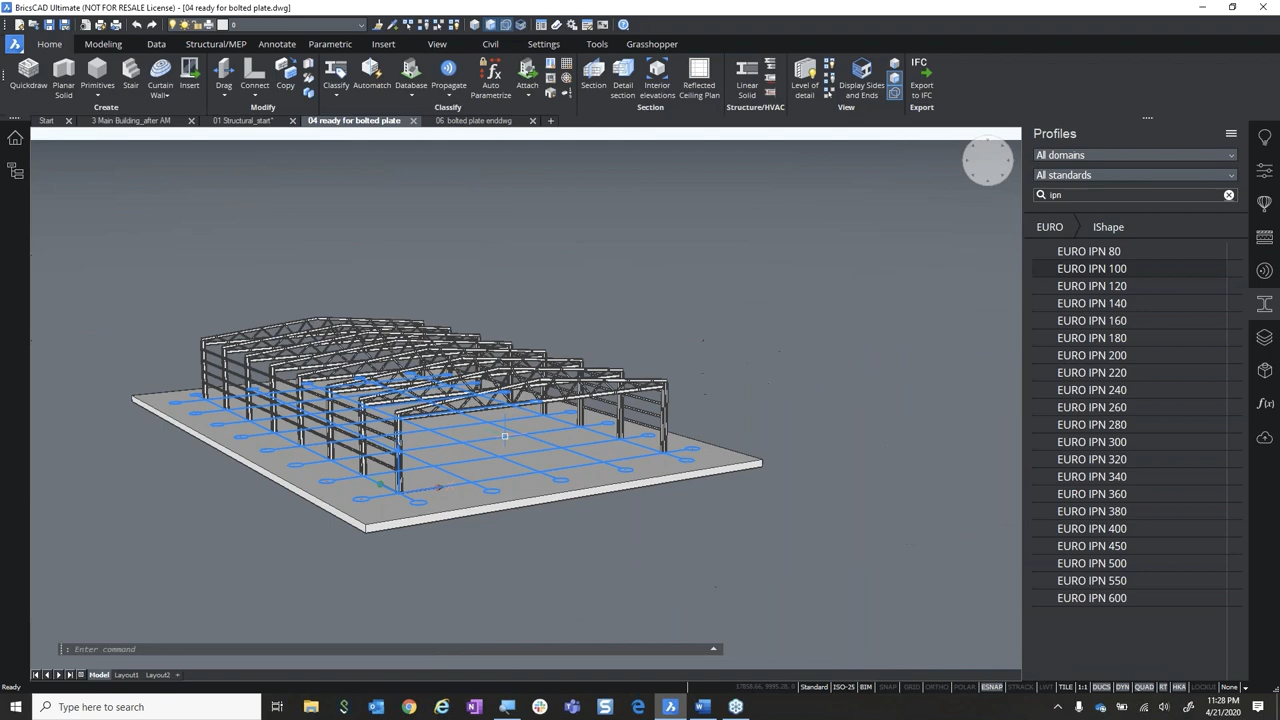 BricsCAD Ultimate (NOT FOR RESALE License) - [04 ready for bolted plate.dwg]
0
Home Modeling Data Structural/MEP Annotate Parametric Insert View Civil Settings Tools Grasshopper
Quickdraw Planar Solid Primitives Stair Curtain Wall Insert Drag Connect Copy Classify Automatch Database Propagate Auto Parametrize Attach Section Detail section Interior elevations Reflected Ceiling Plan Linear Solid Level of detail Display Sides and Ends IFC Export to IFC
Create Modify Classify Section Structure/HVAC View Export
Start 3 Main Building_after AM 01 Structural_start* 04 ready for bolted plate 06 bolted plate enddwg
Profiles
All domains
All standards
ipn
EURO IShape
EURO IPN 80
EURO IPN 100
EURO IPN 120
EURO IPN 140
EURO IPN 160
EURO IPN 180
EURO IPN 200
EURO IPN 220
EURO IPN 240
EURO IPN 260
EURO IPN 280
EURO IPN 300
EURO IPN 320
EURO IPN 340
EURO IPN 360
EURO IPN 380
EURO IPN 400
EURO IPN 450
EURO IPN 500
EURO IPN 550
EURO IPN 600
: Enter command
Model Layout1 Layout2 +
Ready 17858.66, 9995.28, 0 Standard ISO-25 BIM SNAP GRID ORTHO POLAR ESNAP STRACK LWT TILE 1:1 DUCS DYN QUAD RT HKA LOCKUI None
Type here to search
11:28 PM
4/21/2020